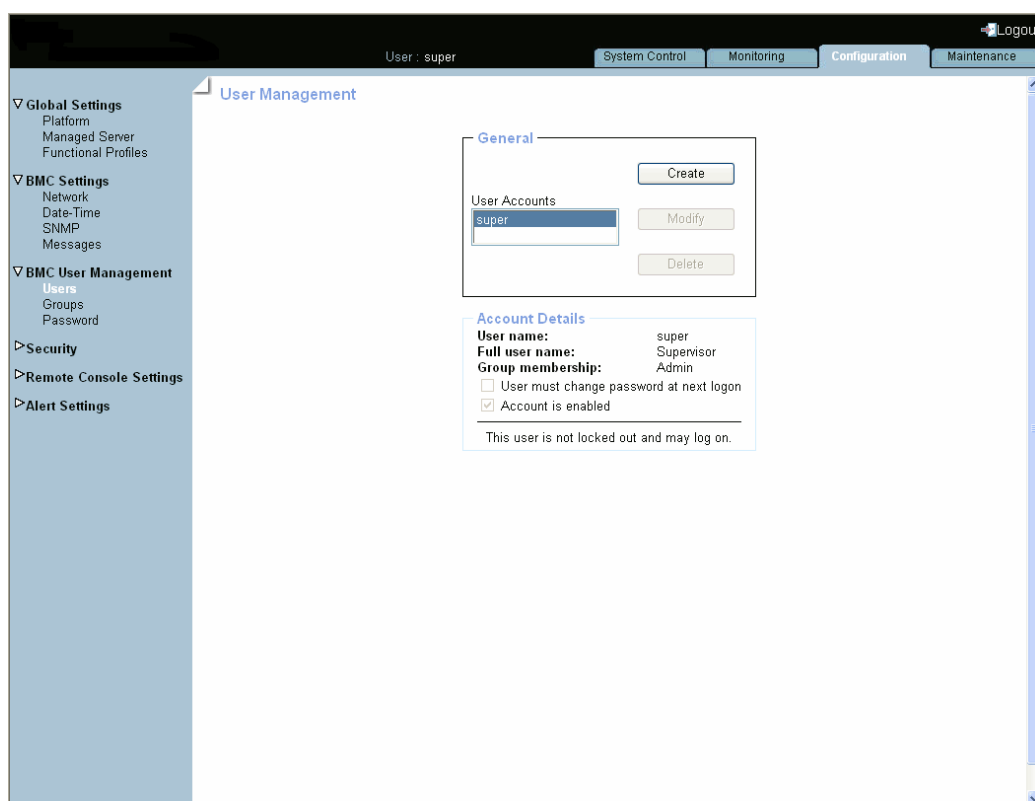 Logou
User : super
System Control
Monitoring
Configuration
Maintenance
Global Settings
Platform
Managed Server
Functional Profiles
BMC Settings
Network
Date-Time
SNMP
Messages
BMC User Management
Users
Groups
Password
Security
Remote Console Settings
Alert Settings
User Management
General
Create
User Accounts
super
Modify
Delete
Account Details
User name: super
Full user name: Supervisor
Group membership: Admin
User must change password at next logon
Account is enabled
This user is not locked out and may log on.